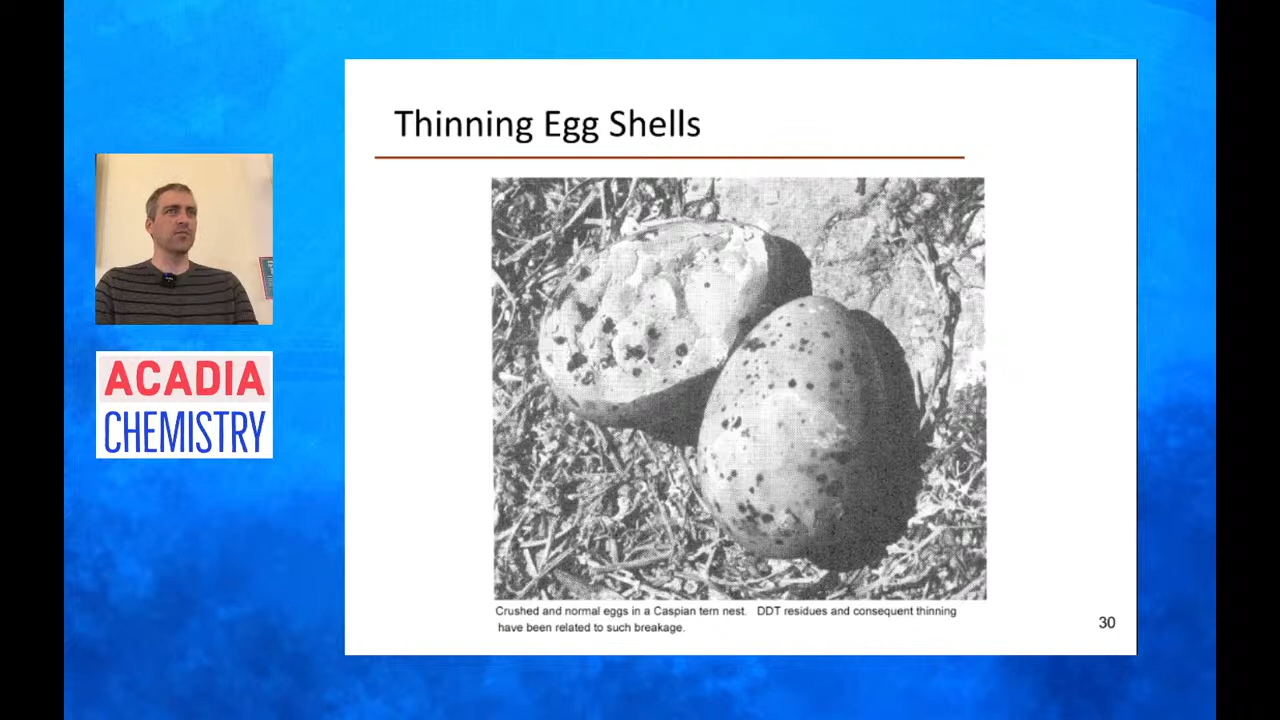 Thinning Egg Shells
ACADIA
CHEMISTRY
Crushed and normal eggs in a Caspian tern nest. DDT residues and consequent thinning
have been related to such breakage.
30